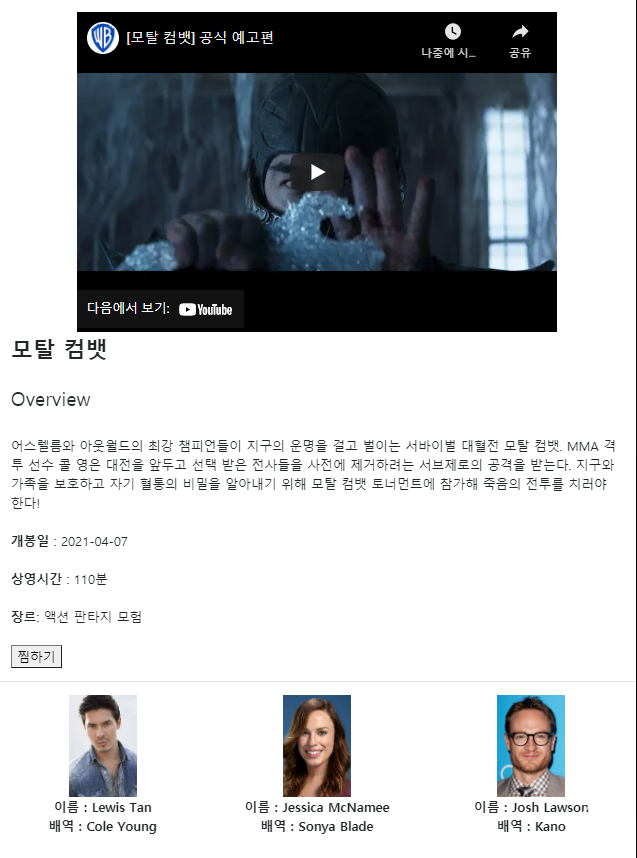 WB
[모탈 컴뱃] 공식 예고편
나중에 시...
공유
다음에서 보기: YouTube
모탈 컴뱃
Overview
어스렐름와 아웃월드의 최강 챔피언들이 지구의 운명을 걸고 벌이는 서바이벌 대혈전 모탈 컴뱃. MMA 격
투 선수 콜 영은 대전을 앞두고 선택 받은 전사들을 사전에 제거하려는 서브제로의 공격을 받는다. 지구와
가족을 보호하고 자기 혈통의 비밀을 알아내기 위해 모탈 컴뱃 토너먼트에 참가해 죽음의 전투를 치러야
한다!
개봉일 : 2021-04-07
상영시간 : 110분
장르: 액션 판타지 모험
찜하기
이름 : Lewis Tan
배역 : Cole Young
이름 : Jessica McNamee
배역 : Sonya Blade
이름 : Josh Lawson
배역 : Kano